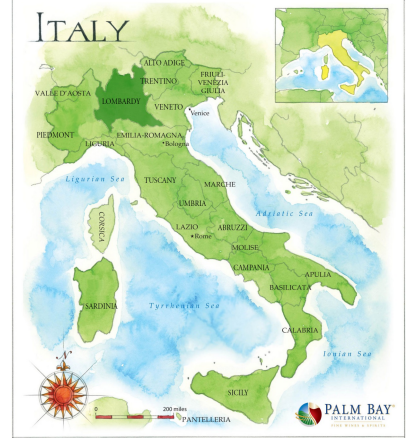 ITALY
ALTO ADIGE
TRENTINO
FRIULI-
VENEZIA
GIULIA
VALLE D'AOSTA
LOMBARDY
VENETO
Venice
PIEDMONT
EMILIA-ROMAGNA
Bologna
LIGURIA
Ligurian Sea
TUSCANY
MARCHE
UMBRIA
Adriatic Sea
CORSICA
LAZIO
Rome
ABRUZZI
MOLISE
CAMPANIA
APULIA
BASILICATA
SARDINIA
Tyrrhenian Sea
CALABRIA
Ionian Sea
N
SICILY
0 200 miles
PANTELLERIA
PALM BAY
INTERNATIONAL
FINE WINES & SPIRITS